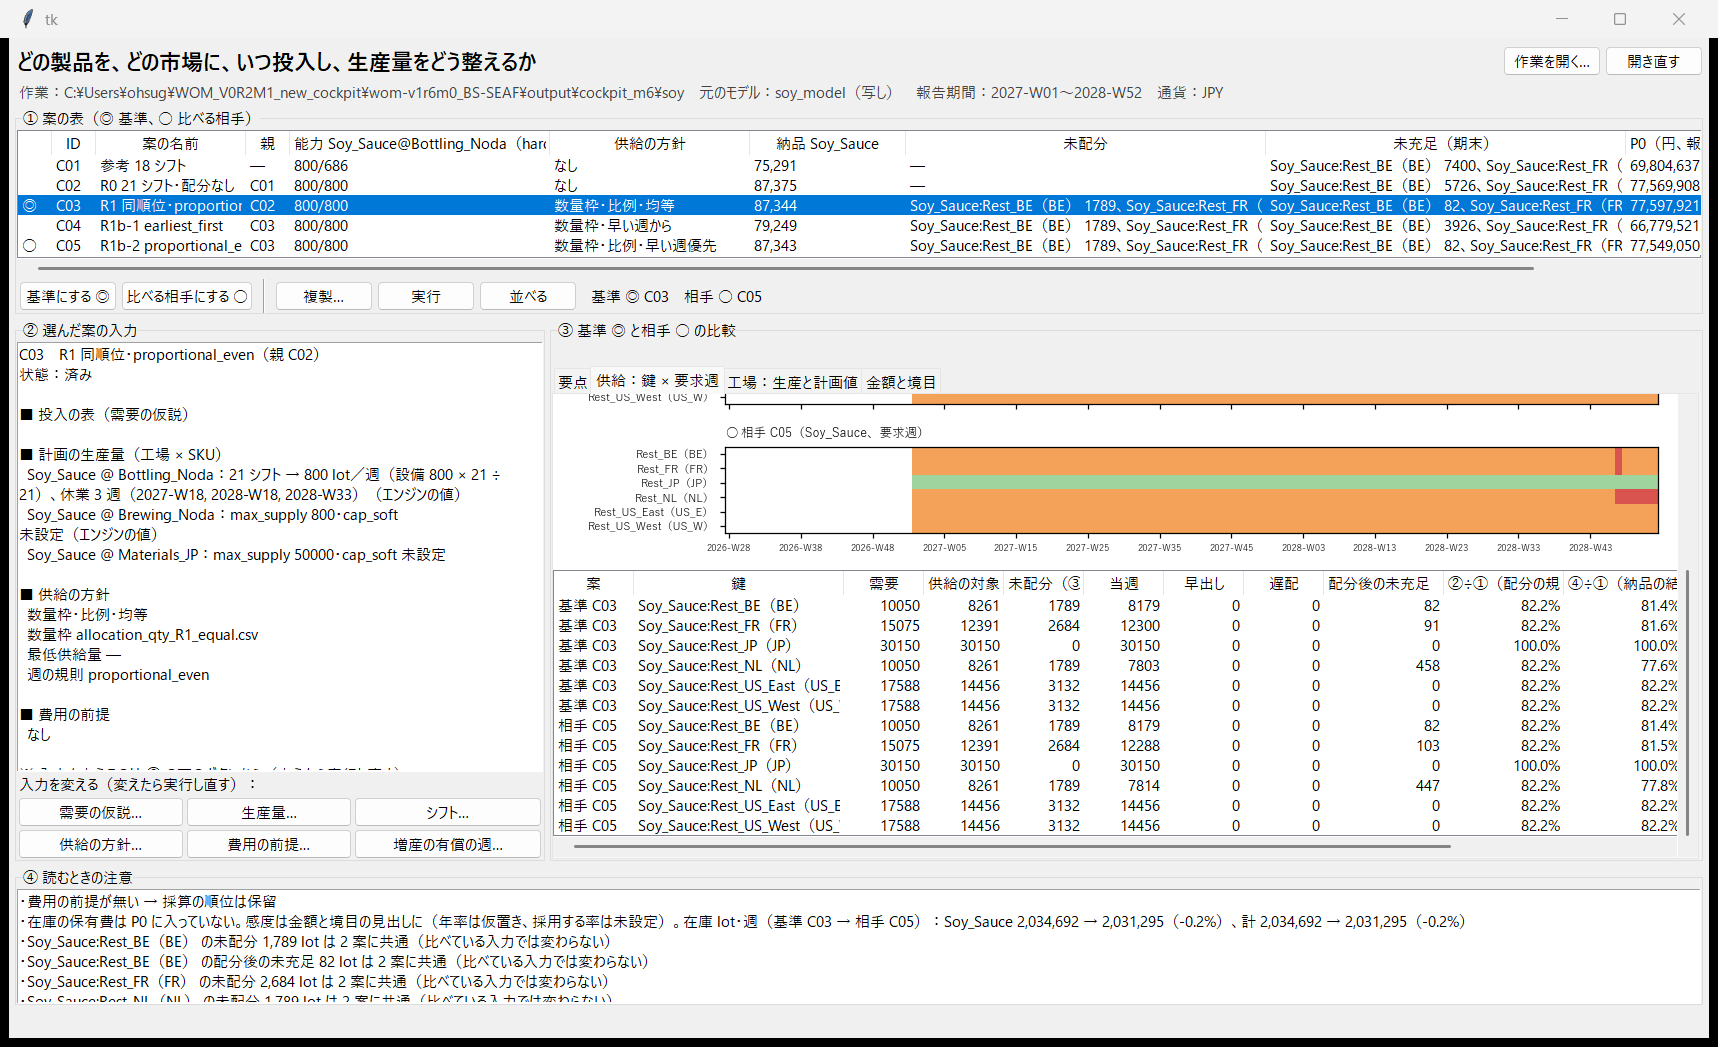 tk
どの製品を、どの市場に、いつ投入し、生産量をどう整えるか
作業を開く...
開き直す
作業：C:¥Users¥ohsug¥WOM_V0R2M1_new_cockpit¥wom-v1r6m0_BS-SEAF¥output¥cockpit_m6¥soy　元のモデル：soy_model（写し）　報告期間：2027-W01～2028-W52　通貨：JPY
① 案の表（◎ 基準、○ 比べる相手）
ID 案の名前 親 能力 Soy_Sauce@Bottling_Noda（hard 供給の方針 納品 Soy_Sauce 未配分 未充足（期末） P0（円、報
C01 参考 18 シフト — 800/686 なし 75,291 — Soy_Sauce:Rest_BE（BE） 7400、Soy_Sauce:Rest_FR（ 69,804,637
C02 R0 21 シフト・配分なし C01 800/800 なし 87,375 — Soy_Sauce:Rest_BE（BE） 5726、Soy_Sauce:Rest_FR（ 77,569,908
◎ C03 R1 同順位・proportior C02 800/800 数量枠・比例・均等 87,344 Soy_Sauce:Rest_BE（BE） 1789、Soy_Sauce:Rest_FR（ Soy_Sauce:Rest_BE（BE） 82、Soy_Sauce:Rest_FR（FR 77,597,921
C04 R1b-1 earliest_first C03 800/800 数量枠・早い週から 79,249 Soy_Sauce:Rest_BE（BE） 1789、Soy_Sauce:Rest_FR（ Soy_Sauce:Rest_BE（BE） 3926、Soy_Sauce:Rest_FR（ 66,779,521
○ C05 R1b-2 proportional_e C03 800/800 数量枠・比例・早い週優先 87,343 Soy_Sauce:Rest_BE（BE） 1789、Soy_Sauce:Rest_FR（ Soy_Sauce:Rest_BE（BE） 82、Soy_Sauce:Rest_FR（FR 77,549,050
基準にする ◎ 比べる相手にする ○ 複製... 実行 並べる 基準 ◎ C03 相手 ○ C05
② 選んだ案の入力
C03 R1 同順位・proportional_even（親 C02）
状態：済み
■ 投入の表（需要の仮説）
■ 計画の生産量（工場 × SKU）
Soy_Sauce @ Bottling_Noda：21 シフト → 800 lot／週（設備 800 × 21 ÷
21）、休業 3 週（2027-W18, 2028-W18, 2028-W33）（エンジンの値）
Soy_Sauce @ Brewing_Noda：max_supply 800・cap_soft
未設定（エンジンの値）
Soy_Sauce @ Materials_JP：max_supply 50000・cap_soft 未設定
■ 供給の方針
数量枠・比例・均等
数量枠 allocation_qty_R1_equal.csv
最低供給量 —
週の規則 proportional_even
■ 費用の前提
なし
入力を変える（変えたら実行し直す）：
需要の仮説... 生産量... シフト...
供給の方針... 費用の前提... 増産の有償の週...
③ 基準 ◎ と相手 ○ の比較
要点 供給：鍵 × 要求週 工場：生産と計画値 金額と境目
Rest_US_West（US_W）
○ 相手 C05（Soy_Sauce、要求週）
Rest_BE（BE）
Rest_FR（FR）
Rest_JP（JP）
Rest_NL（NL）
Rest_US_East（US_E）
Rest_US_West（US_W）
2026-W28 2026-W38 2026-W48 2027-W05 2027-W15 2027-W25 2027-W35 2027-W45 2028-W03 2028-W13 2028-W23 2028-W33 2028-W43
案 鍵 需要 供給の対象 未配分（③ 当週 早出し 遅配 配分後の未充足 ②÷①（配分の規 ④÷①（納品の結
基準 C03 Soy_Sauce:Rest_BE（BE） 10050 8261 1789 8179 0 0 82 82.2% 81.4%
基準 C03 Soy_Sauce:Rest_FR（FR） 15075 12391 2684 12300 0 0 91 82.2% 81.6%
基準 C03 Soy_Sauce:Rest_JP（JP） 30150 30150 0 30150 0 0 0 100.0% 100.0%
基準 C03 Soy_Sauce:Rest_NL（NL） 10050 8261 1789 7803 0 0 458 82.2% 77.6%
基準 C03 Soy_Sauce:Rest_US_East（US_E 17588 14456 3132 14456 0 0 0 82.2% 82.2%
基準 C03 Soy_Sauce:Rest_US_West（US_ 17588 14456 3132 14456 0 0 0 82.2% 82.2%
相手 C05 Soy_Sauce:Rest_BE（BE） 10050 8261 1789 8179 0 0 82 82.2% 81.4%
相手 C05 Soy_Sauce:Rest_FR（FR） 15075 12391 2684 12288 0 0 103 82.2% 81.5%
相手 C05 Soy_Sauce:Rest_JP（JP） 30150 30150 0 30150 0 0 0 100.0% 100.0%
相手 C05 Soy_Sauce:Rest_NL（NL） 10050 8261 1789 7814 0 0 447 82.2% 77.8%
相手 C05 Soy_Sauce:Rest_US_East（US_E 17588 14456 3132 14456 0 0 0 82.2% 82.2%
相手 C05 Soy_Sauce:Rest_US_West（US_ 17588 14456 3132 14456 0 0 0 82.2% 82.2%
④ 読むときの注意
・費用の前提が無い → 採算の順位は保留
・在庫の保有費は P0 に入っていない。感度は金額と境目の見出しに（年率は仮置き、採用する率は未設定）。在庫 lot・週（基準 C03 → 相手 C05）：Soy_Sauce 2,034,692 → 2,031,295（-0.2%）、計 2,034,692 → 2,031,295（-0.2%）
・Soy_Sauce:Rest_BE（BE） の未配分 1,789 lot は 2 案に共通（比べている入力では変わらない）
・Soy_Sauce:Rest_BE（BE） の配分後の未充足 82 lot は 2 案に共通（比べている入力では変わらない）
・Soy_Sauce:Rest_FR（FR） の未配分 2,684 lot は 2 案に共通（比べている入力では変わらない）
・Soy_Sauce:Rest_NL（NL） の未配分 1,789 lot は 2 案に共通（比べている入力では変わらない）